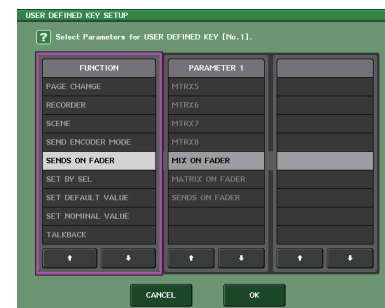 USER DEFINED KEY SETUP
? Select Parameters for USER DEFINED KEY [No.1].
FUNCTION
PAGE CHANGE
RECORDER
SCENE
SEND ENCODER MODE
SENDS ON FADER
SET BY SEL
SET DEFAULT VALUE
SET NOMINAL VALUE
TALKBACK
PARAMETER 1
MTRX5
MTRX6
MTRX7
MTRX8
MIX ON FADER
MATRIX ON FADER
SENDS ON FADER
CANCEL
OK